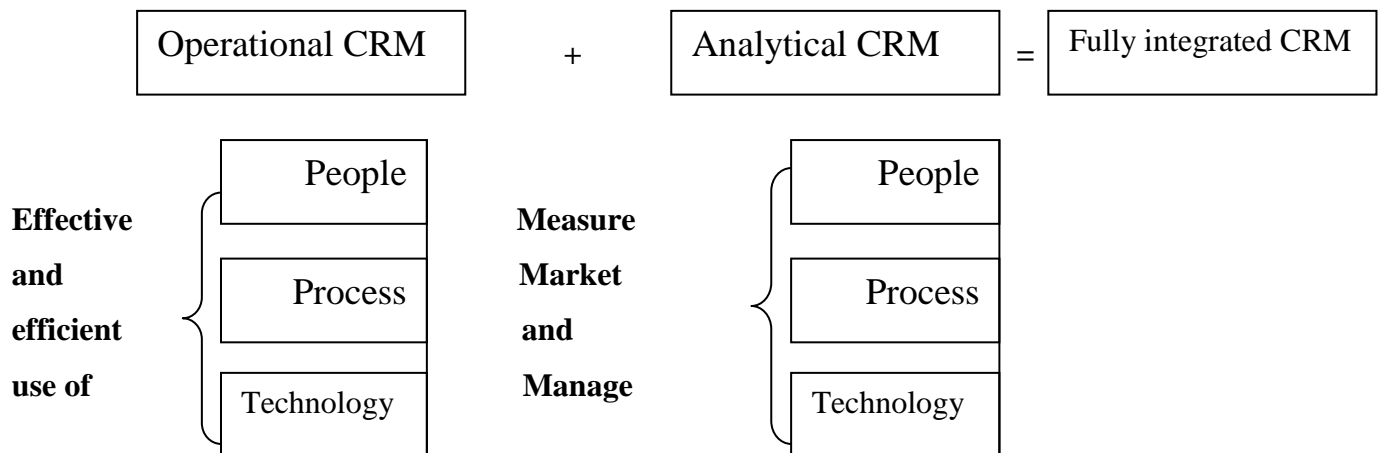 Operational CRM + Analytical CRM = Fully integrated CRM
Effective
and
efficient
use of
People
Process
Technology
Measure
Market
and
Manage
People
Process
Technology